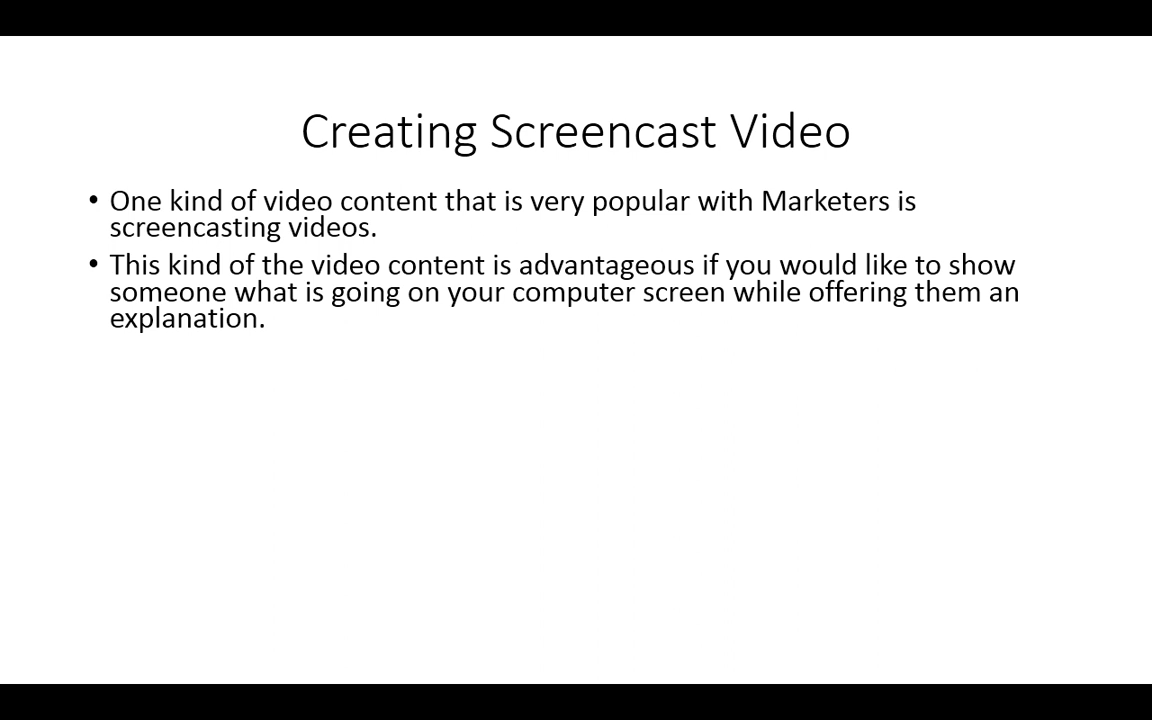 Creating Screencast Video
• One kind of video content that is very popular with Marketers is
screencasting videos.
• This kind of the video content is advantageous if you would like to show
someone what is going on your computer screen while offering them an
explanation.